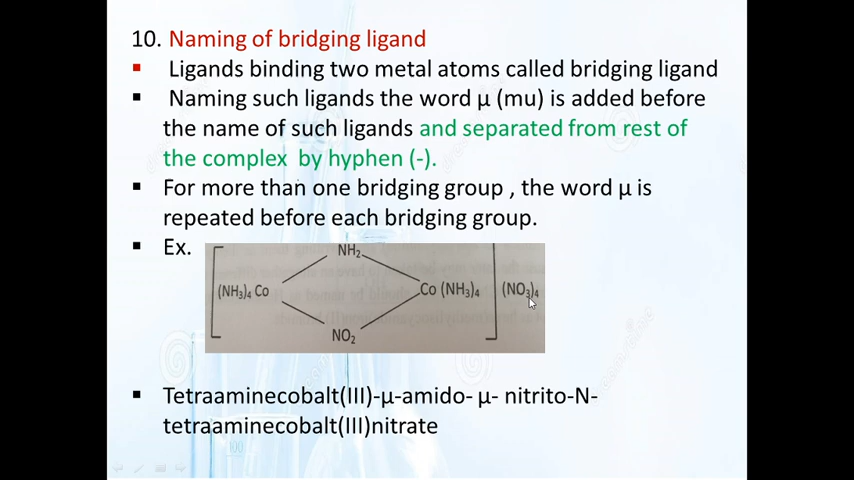 10. Naming of bridging ligand
▪ Ligands binding two metal atoms called bridging ligand
▪ Naming such ligands the word μ (mu) is added before
the name of such ligands and separated from rest of
the complex by hyphen (-).
▪ For more than one bridging group , the word μ is
repeated before each bridging group.
▪ Ex.
NH₂
(NH₃)₄ Co Co (NH₃)₄ (NO₃)₄
NO₂
▪ Tetraaminecobalt(III)-μ-amido- μ- nitrito-N-
tetraaminecobalt(III)nitrate